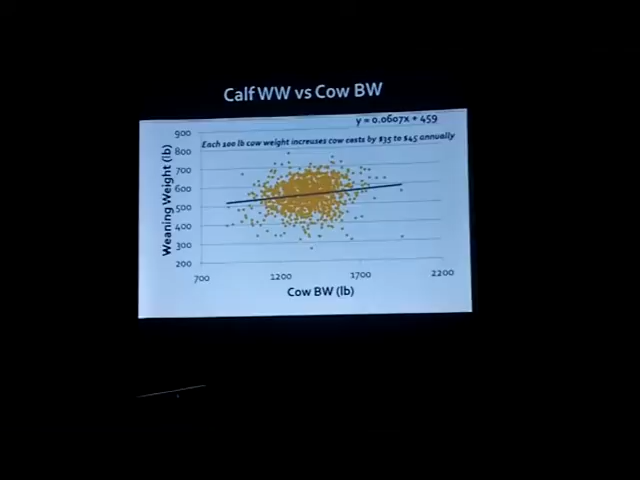 Calf WW vs Cow BW
y = 0.0607x + 459
Each 100 lb cow weight increuses cow costs by $35 to $45 annually
Weaning Weight (lb)
900
800
700
600
500
400
300
200
700 1200 1700 2200
Cow BW (lb)